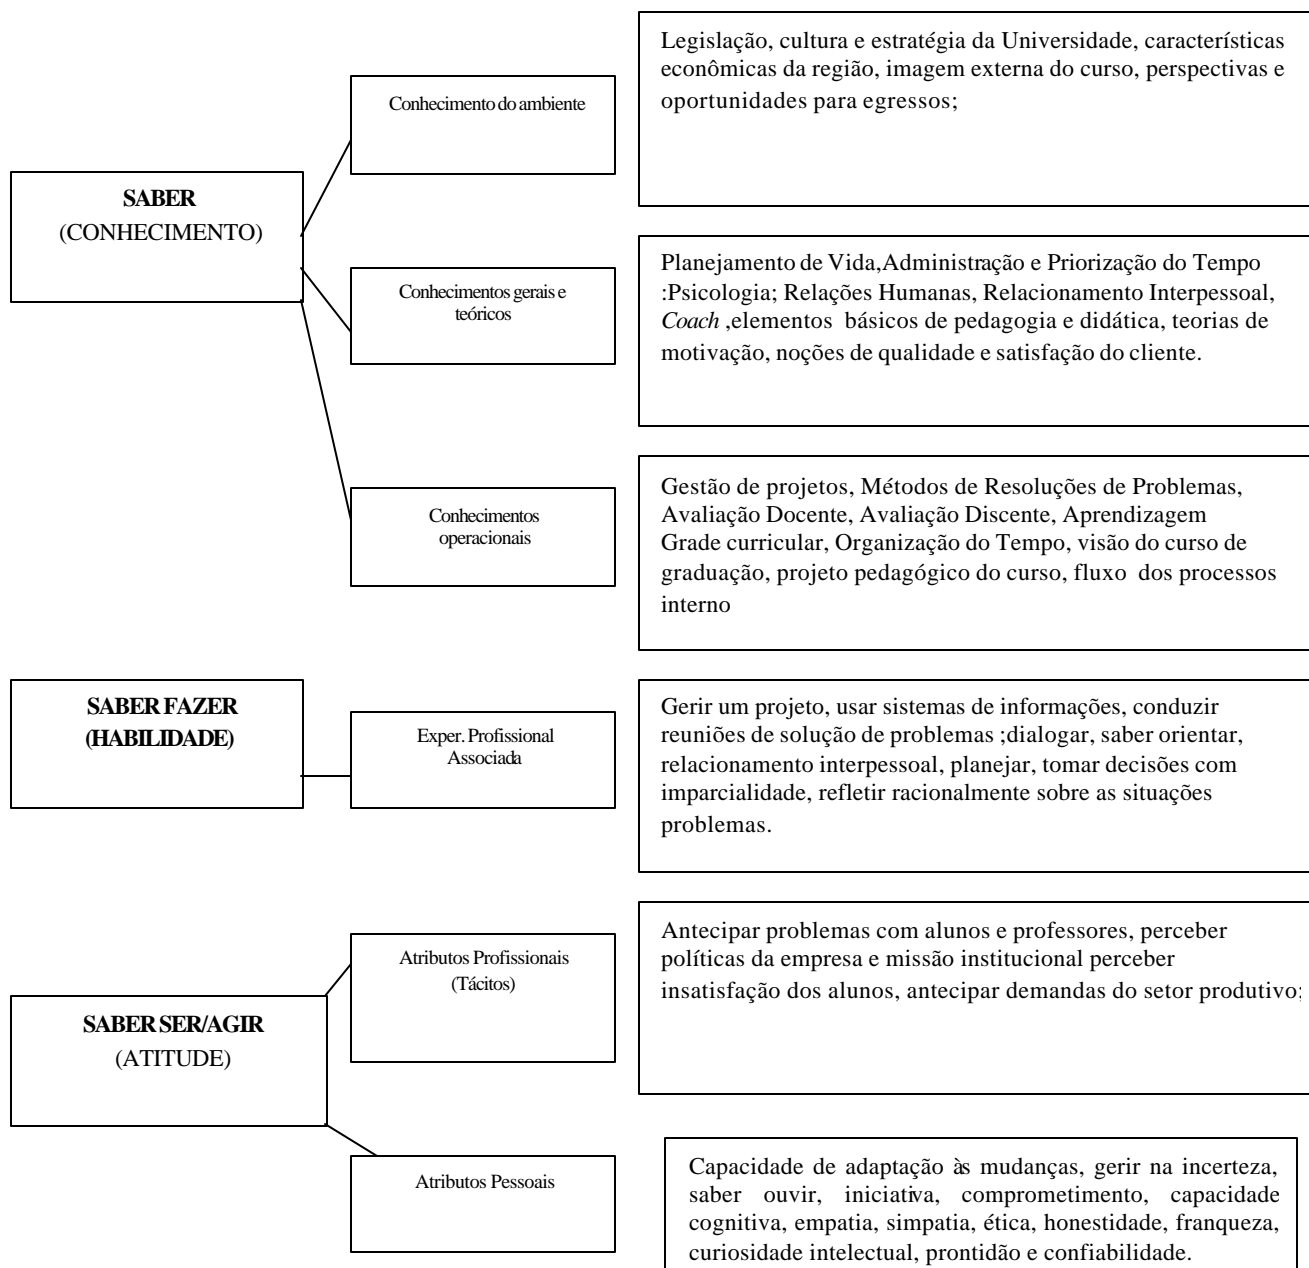 Legislação, cultura e estratégia da Universidade, características
econômicas da região, imagem externa do curso, perspectivas e
oportunidades para egressos;
Conhecimento do ambiente
SABER
(CONHECIMENTO)
Planejamento de Vida,Administração e Priorização do Tempo
:Psicologia; Relações Humanas, Relacionamento Interpessoal,
Coach ,elementos básicos de pedagogia e didática, teorias de
motivação, noções de qualidade e satisfação do cliente.
Conhecimentos gerais e
teóricos
Gestão de projetos, Métodos de Resoluções de Problemas,
Avaliação Docente, Avaliação Discente, Aprendizagem
Grade curricular, Organização do Tempo, visão do curso de
graduação, projeto pedagógico do curso, fluxo dos processos
interno
Conhecimentos
operacionais
SABER FAZER
(HABILIDADE)
Exper. Profissional
Associada
Gerir um projeto, usar sistemas de informações, conduzir
reuniões de solução de problemas ;dialogar, saber orientar,
relacionamento interpessoal, planejar, tomar decisões com
imparcialidade, refletir racionalmente sobre as situações
problemas.
Atributos Profissionais
(Tácitos)
Antecipar problemas com alunos e professores, perceber
políticas da empresa e missão institucional perceber
insatisfação dos alunos, antecipar demandas do setor produtivo;
SABER SER/AGIR
(ATITUDE)
Atributos Pessoais
Capacidade de adaptação às mudanças, gerir na incerteza,
saber ouvir, iniciativa, comprometimento, capacidade
cognitiva, empatia, simpatia, ética, honestidade, franqueza,
curiosidade intelectual, prontidão e confiabilidade.